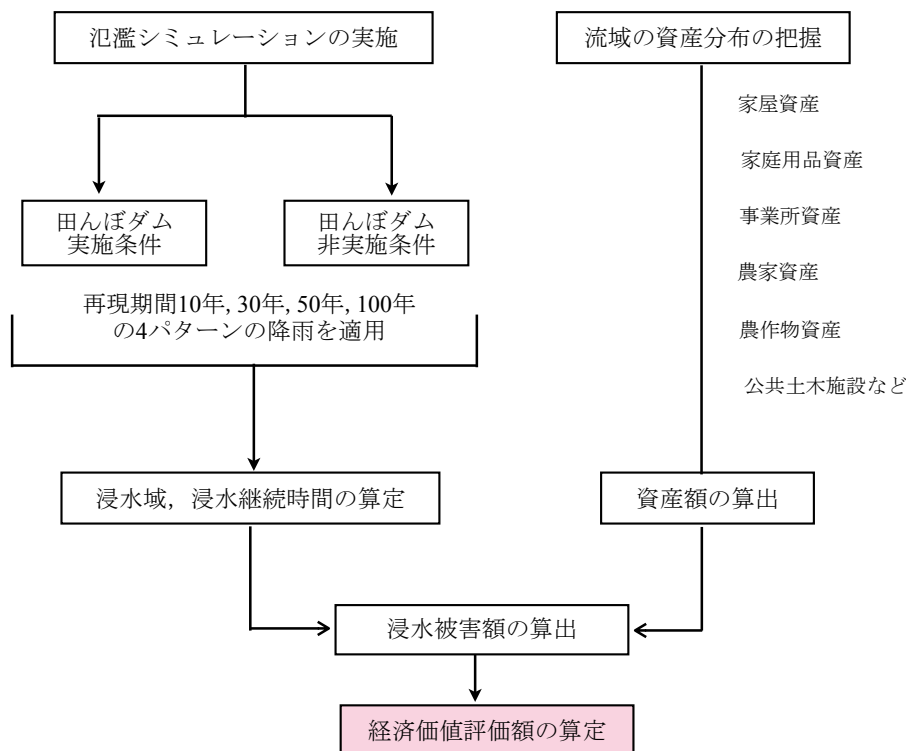 氾濫シミュレーションの実施
流域の資産分布の把握
家屋資産
家庭用品資産
事業所資産
農家資産
農作物資産
公共土木施設など
田んぼダム
実施条件
田んぼダム
非実施条件
再現期間10年, 30年, 50年, 100年
の4パターンの降雨を適用
浸水域，浸水継続時間の算定
資産額の算出
浸水被害額の算出
経済価値評価額の算定